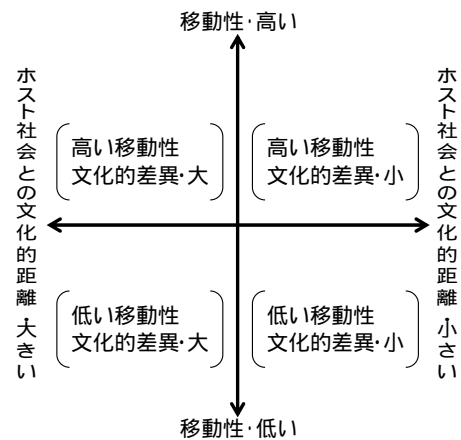 移動性·高い
ホスト社会との文化的距離·大きい
高い移動性
文化的差異·大
高い移動性
文化的差異·小
ホスト社会との文化的距離·小さい
低い移動性
文化的差異·大
低い移動性
文化的差異·小
移動性·低い